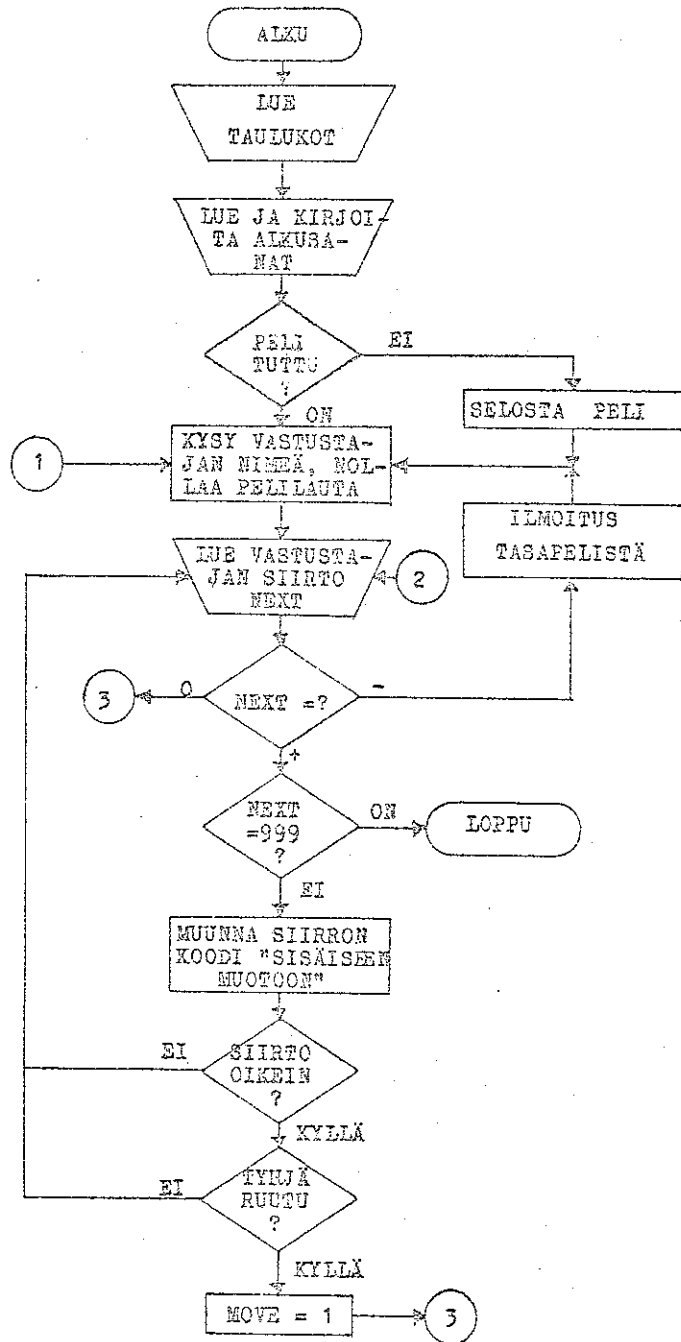 ALKU
LUE
TAULUKOT
LUE JA KIRJOI-
TA ALKUSA-
NAT
PELI
TUTTU
?
EI
ON
SELOSTA PELI
1
KYSY VASTUSTA-
JAN NIMEÄ, NOL-
LAA PELILAUTA
ILMOITUS
TASAPELISTÄ
LUE VASTUSTA-
JAN SIIRTO
NEXT
2
3
0
NEXT =?
-
+
NEXT
=999
?
ON
LOPPU
EI
MUUNNA SIIRRON
KOODI "SISÄISEEN
MUOTOON"
EI
SIIRTO
OIKEIN
?
KYLLÄ
EI
TYHJÄ
RUUTU
?
KYLLÄ
MOVE = 1
3